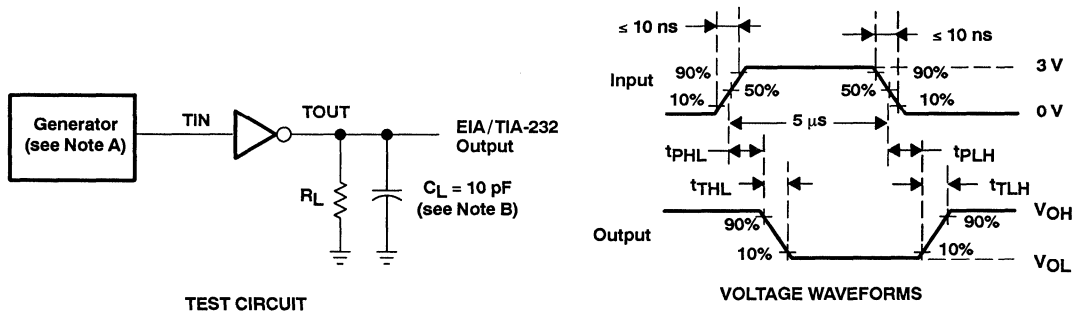 Generator
(see Note A)
TIN
TOUT
EIA/TIA-232
Output
RL
CL = 10 pF
(see Note B)
TEST CIRCUIT
≤ 10 ns
≤ 10 ns
Input
90%
50%
10%
50%
90%
10%
3 V
0 V
5 μs
tPHL
tPLH
tTHL
tTLH
Output
90%
10%
90%
10%
VOH
VOL
VOLTAGE WAVEFORMS